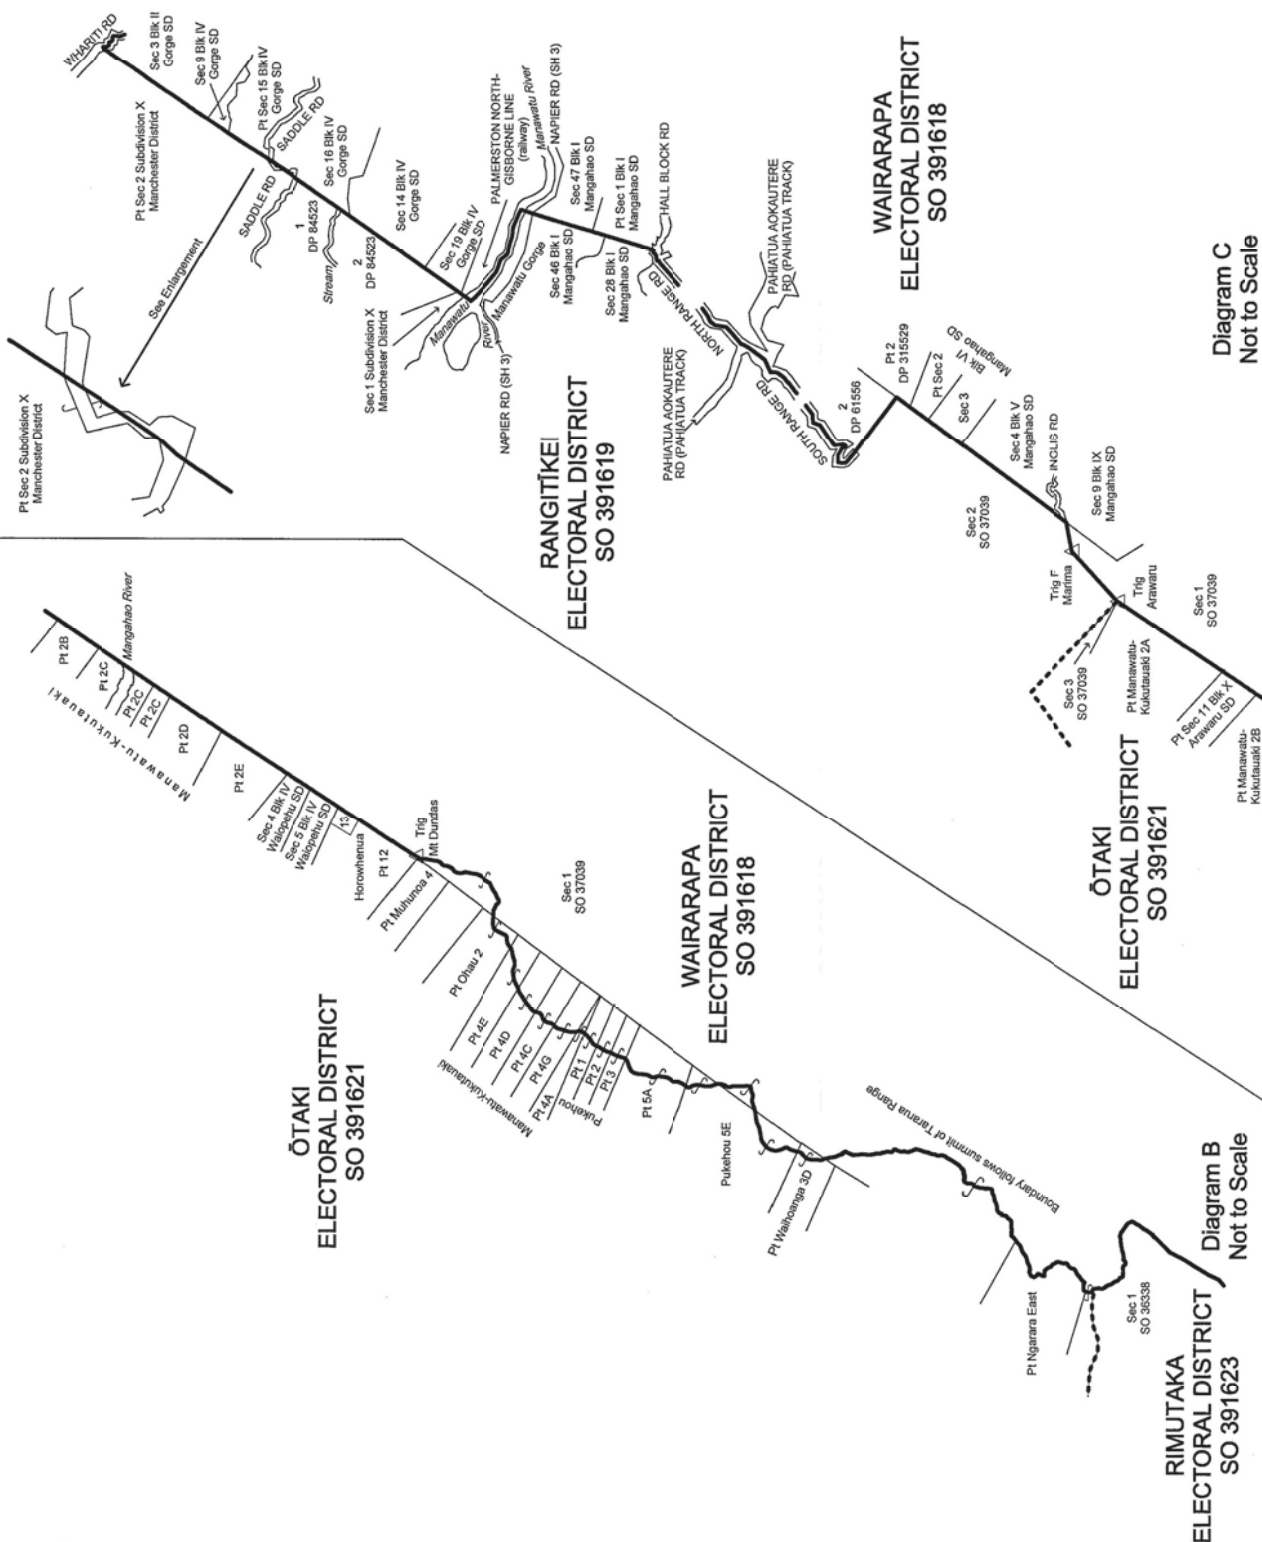 WHARITI RD
Sec 3 Blk II
Gorge SD
Sec 9 Blk IV
Gorge SD
Pt Sec 15 Blk IV
Gorge SD
Pt Sec 2 Subdivision X
Manchester District
SADDLE RD
SADDLE RD
Sec 16 Blk IV
Gorge SD
1
DP 84523
Stream
2
DP 84523
Sec 14 Blk IV
Gorge SD
Sec 19 Blk IV
Gorge SD
PALMERSTON NORTH-
GISBORNE LINE
(railway)
Manawatu River
NAPIER RD (SH 3)
See Enlargement
Pt Sec 2 Subdivision X
Manchester District
Sec 1 Subdivision X
Manchester District
Manawatu
River
Manawatu Gorge
NAPIER RD (SH 3)
Sec 47 Blk I
Mangahao SD
Pt Sec 1 Blk I
Mangahao SD
Sec 46 Blk I
Mangahao SD
Sec 28 Blk I
Mangahao SD
HALL BLOCK RD
NORTH RANGE RD
PAHIATUA AOKAUTERE
RD (PAHIATUA TRACK)
PAHIATUA AOKAUTERE
RD (PAHIATUA TRACK)
SOUTH RANGE RD
WAIRARAPA
ELECTORAL DISTRICT
SO 391618
RANGITĪKEI
ELECTORAL DISTRICT
SO 391619
2
DP 61556
Pt 2
DP 315529
Pt Sec 2
Blk VI
Mangahao SD
Sec 3
Sec 4 Blk V
Mangahao SD
INGLIS RD
Sec 9 Blk IX
Mangahao SD
Sec 2
SO 37039
Trig F
Marima
Trig
Arawaru
Sec 3
SO 37039
Sec 1
SO 37039
Pt Manawatu-
Kukutauaki 2A
Pt Sec 11 Blk X
Arawaru SD
Pt Manawatu-
Kukutauaki 2B
ŌTAKI
ELECTORAL DISTRICT
SO 391621
Diagram C
Not to Scale
Pt 2B
Pt 2C
Mangahao River
Pt 2C
Pt 2C
Pt 2D
Manawatu-Kukutauaki
Pt 2E
Sec 4 Blk IV
Waiopehu SD
Sec 5 Blk IV
Waiopehu SD
13
Horowhenua
Pt 12
Trig
Mt Dundas
Pt Muhunoa 4
Sec 1
SO 37039
Pt Ohau 2
Pt 4E
Pt 4D
Pt 4C
Pt 4G
Pt 4A
Manawatu-Kukutauaki
Pt 1
Pt 2
Pt 3
Pukehou
Pt 5A
Pukehou 5E
Pt Waihoanga 3D
WAIRARAPA
ELECTORAL DISTRICT
SO 391618
ŌTAKI
ELECTORAL DISTRICT
SO 391621
Boundary follows summit of Tararua Range
Pt Ngarara East
Sec 1
SO 36338
RIMUTAKA
ELECTORAL DISTRICT
SO 391623
Diagram B
Not to Scale